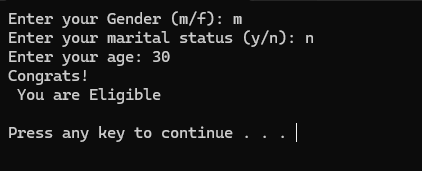 Enter your Gender (m/f): m
Enter your marital status (y/n): n
Enter your age: 30
Congrats!
 You are Eligible
Press any key to continue . . .